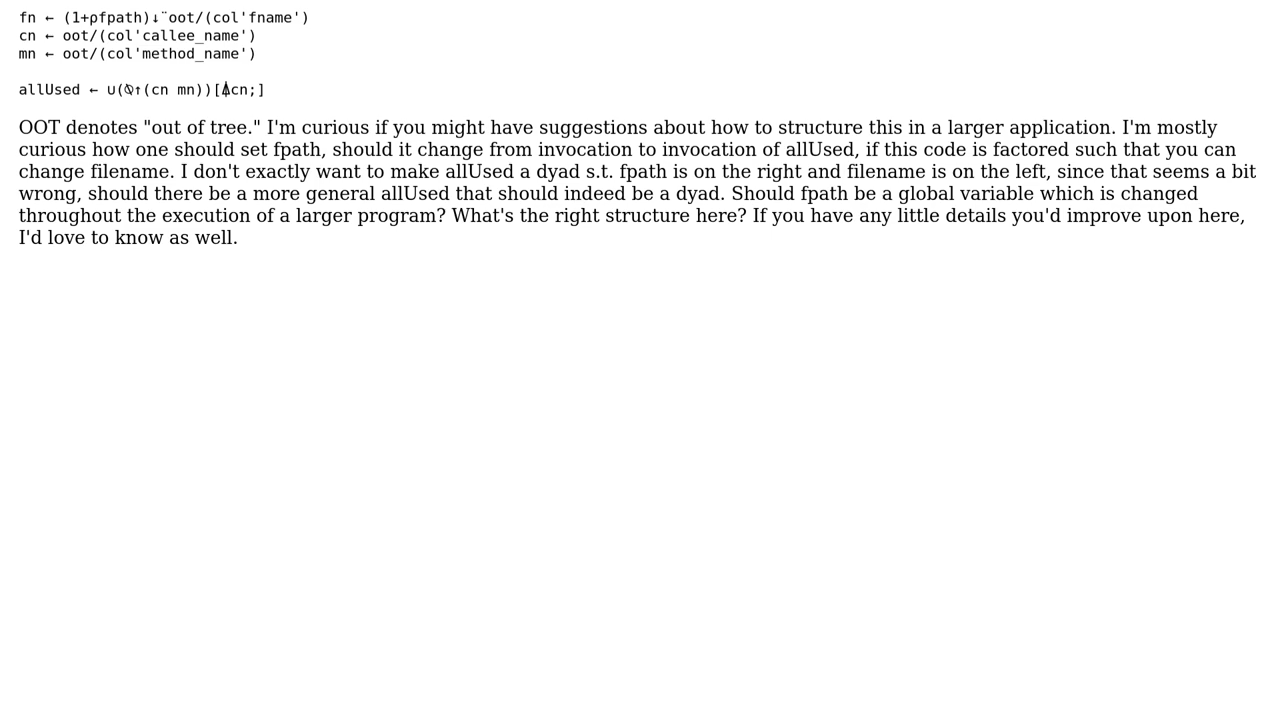 fn ← (1+⍴fpath)↓¨oot/(col'fname')
cn ← oot/(col'callee_name')
mn ← oot/(col'method_name')
allUsed ← ∪(⍉↑(cn mn))[⍋cn;]
OOT denotes "out of tree." I'm curious if you might have suggestions about how to structure this in a larger application. I'm mostly
curious how one should set fpath, should it change from invocation to invocation of allUsed, if this code is factored such that you can
change filename. I don't exactly want to make allUsed a dyad s.t. fpath is on the right and filename is on the left, since that seems a bit
wrong, should there be a more general allUsed that should indeed be a dyad. Should fpath be a global variable which is changed
throughout the execution of a larger program? What's the right structure here? If you have any little details you'd improve upon here,
I'd love to know as well.